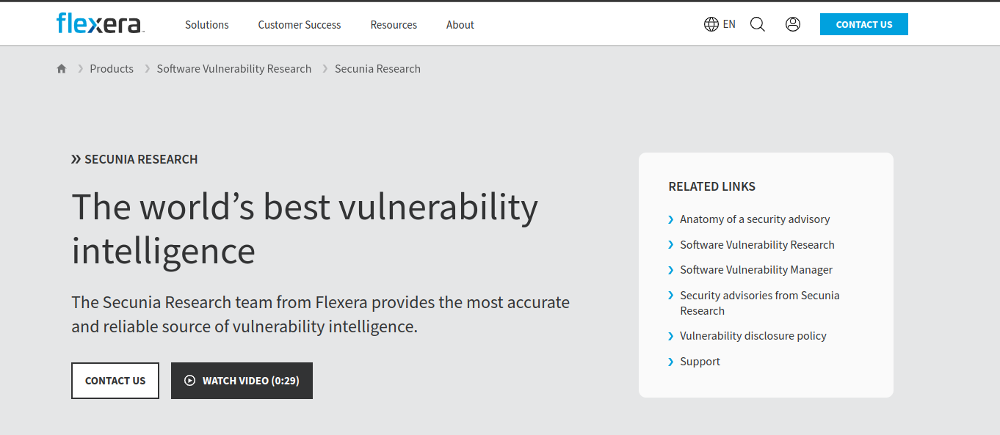 flexera
Solutions
Customer Success
Resources
About
EN
CONTACT US
Products
Software Vulnerability Research
Secunia Research
SECUNIA RESEARCH
The world’s best vulnerability
intelligence
The Secunia Research team from Flexera provides the most accurate
and reliable source of vulnerability intelligence.
CONTACT US
WATCH VIDEO (0:29)
RELATED LINKS
Anatomy of a security advisory
Software Vulnerability Research
Software Vulnerability Manager
Security advisories from Secunia
Research
Vulnerability disclosure policy
Support